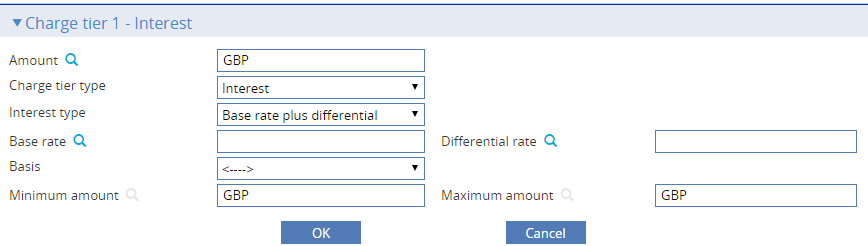 Charge tier 1 - Interest
Amount GBP
Charge tier type Interest
Interest type Base rate plus differential
Base rate Differential rate
Basis <---->
Minimum amount GBP Maximum amount GBP
OK Cancel